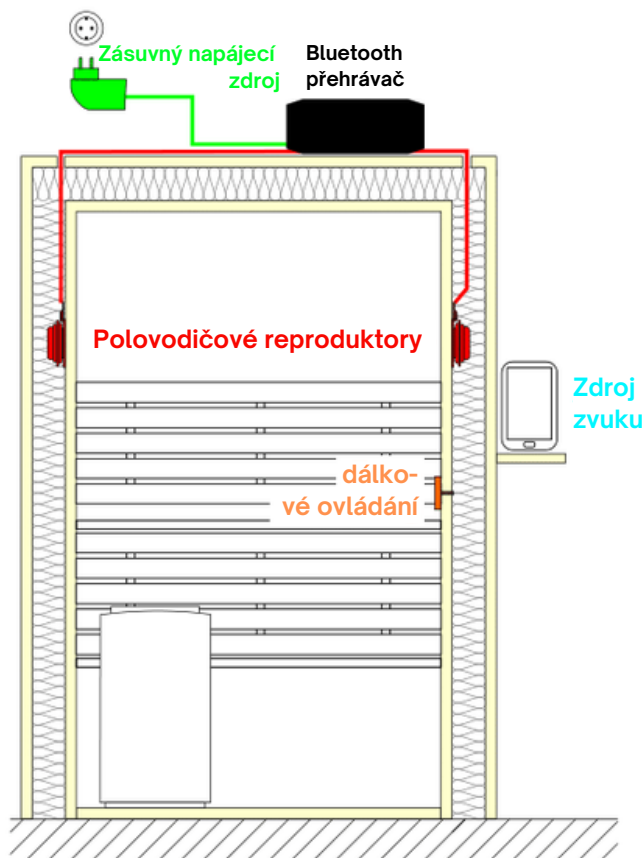 Zásuvný napájecí
zdroj
Bluetooth
přehrávač
Polovodičové reproduktory
Zdroj
zvuku
dálko-
vé ovládání